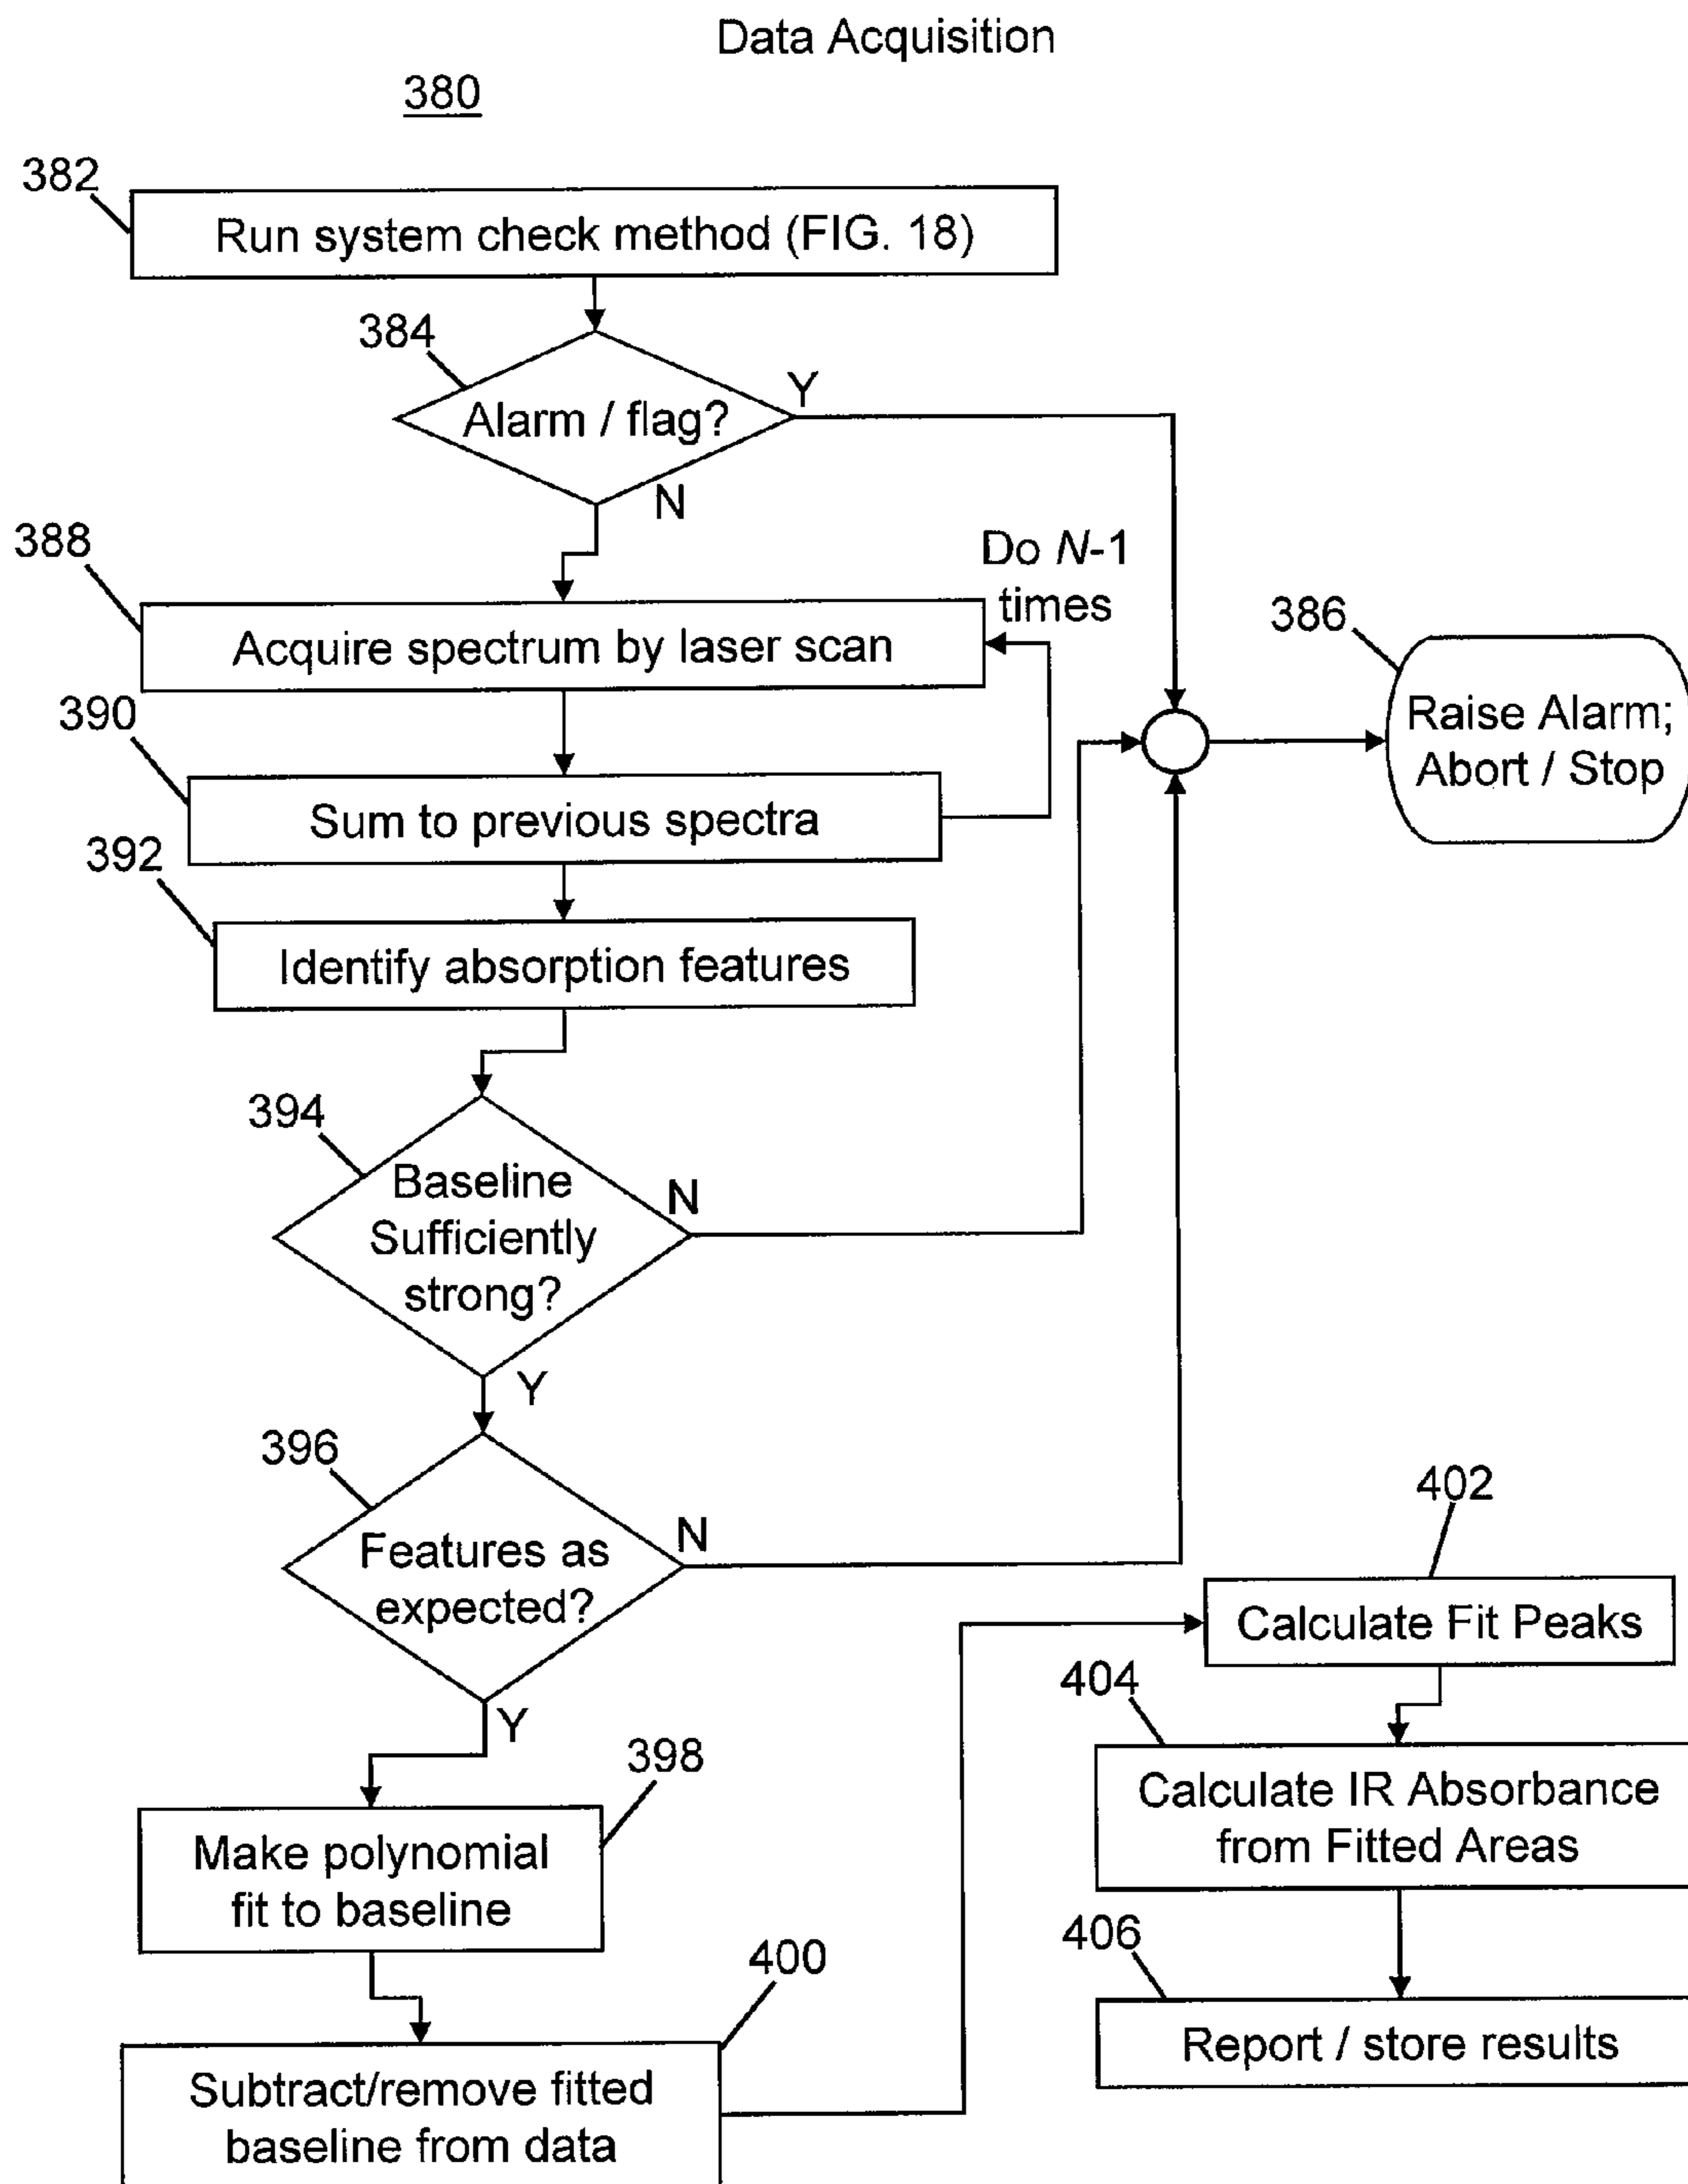 Data Acquisition
380
382
Run system check method (FIG. 18)
384
Alarm / flag?
Y
N
388
Do N-1
times
Acquire spectrum by laser scan
386
Raise Alarm;
Abort / Stop
390
Sum to previous spectra
392
Identify absorption features
394
Baseline
Sufficiently
strong?
N
Y
396
Features as
expected?
N
Y
398
Make polynomial
fit to baseline
400
Subtract/remove fitted
baseline from data
402
Calculate Fit Peaks
404
Calculate IR Absorbance
from Fitted Areas
406
Report / store results